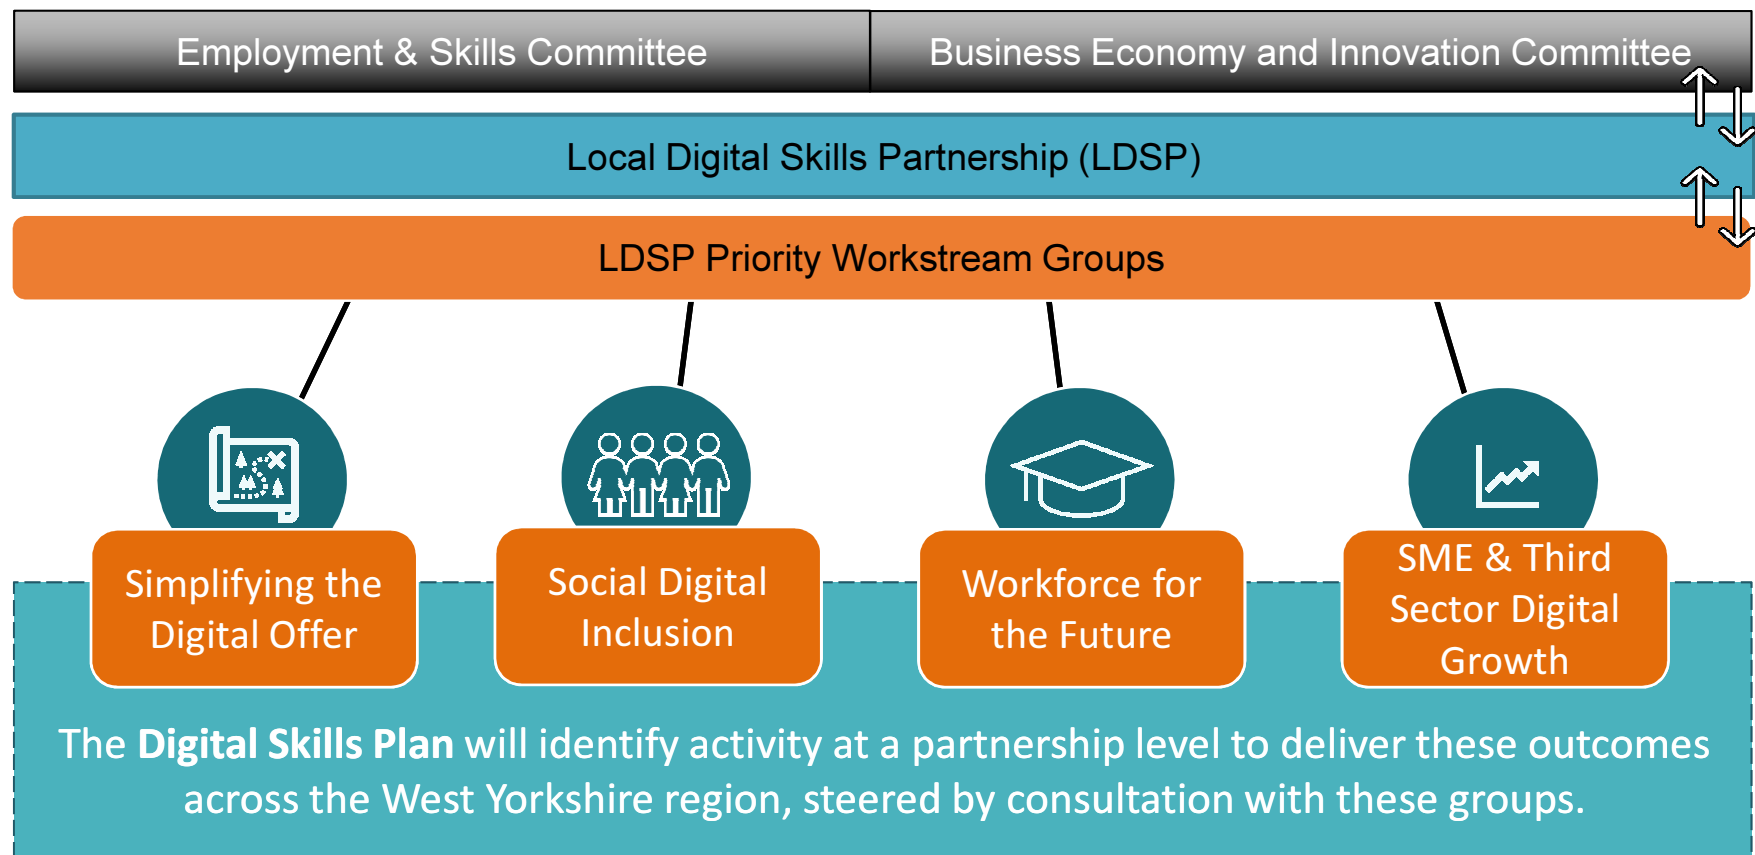 Employment & Skills Committee
Business Economy and Innovation Committee
Local Digital Skills Partnership (LDSP)
LDSP Priority Workstream Groups
Simplifying the
Digital Offer
Social Digital
Inclusion
Workforce for
the Future
SME & Third
Sector Digital
Growth
The Digital Skills Plan will identify activity at a partnership level to deliver these outcomes
across the West Yorkshire region, steered by consultation with these groups.